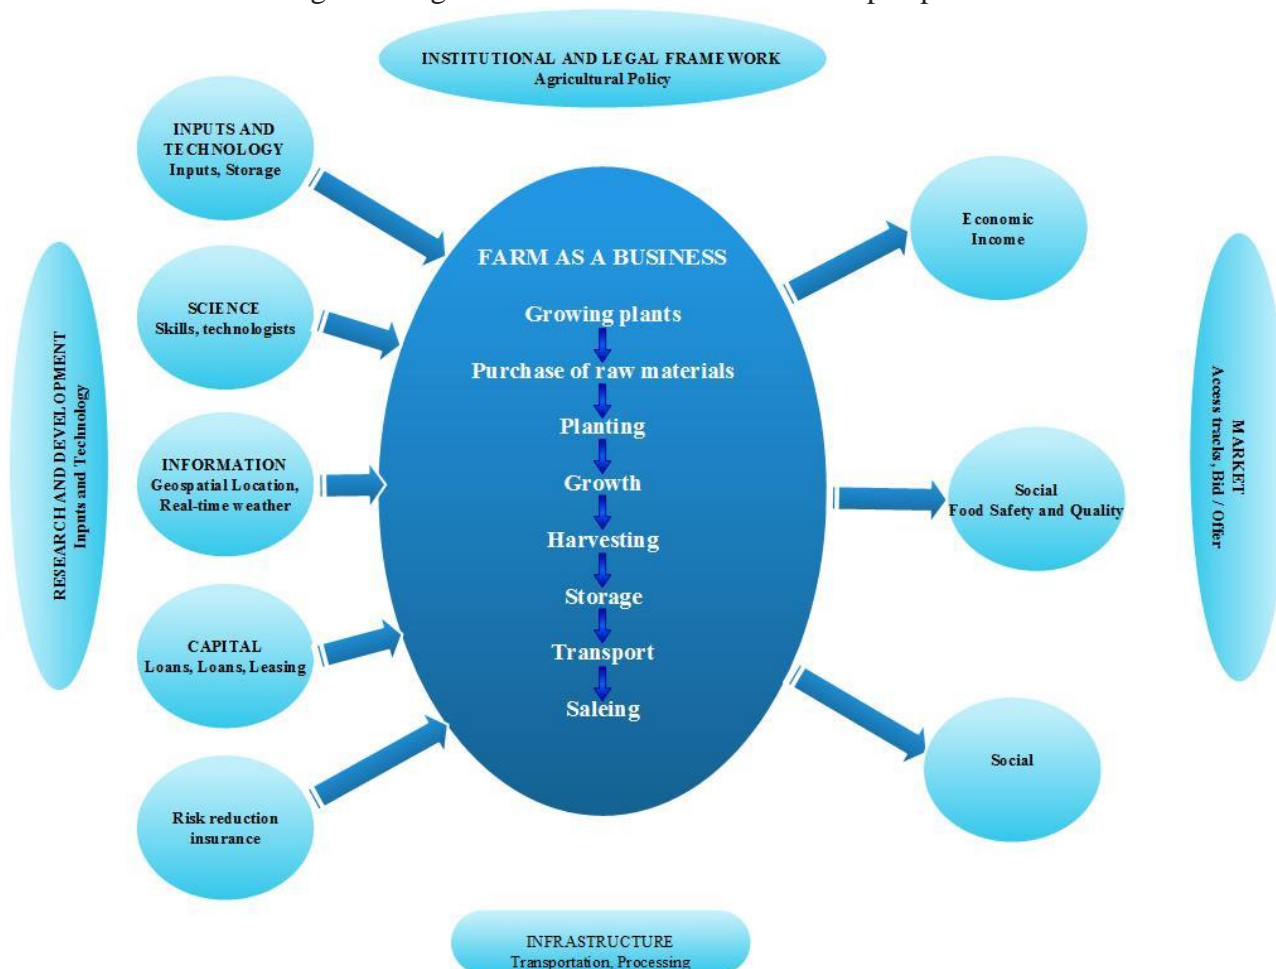 INSTITUTIONAL AND LEGAL FRAMEWORK
Agricultural Policy
INPUTS AND
TECHNOLOGY
Inputs, Storage
SCIENCE
Skills, technologists
INFORMATION
Geospatial Location,
Real-time weather
CAPITAL
Loans, Loans, Leasing
Risk reduction
insurance
RESEARCH AND DEVELOPMENT
Inputs and Technology
FARM AS A BUSINESS
Growing plants
Purchase of raw materials
Planting
Growth
Harvesting
Storage
Transport
Saleing
Economic
Income
Social
Food Safety and Quality
Social
MARKET
Access tracks, Bid / Offer
INFRASTRUCTURE
Transportation, Processing